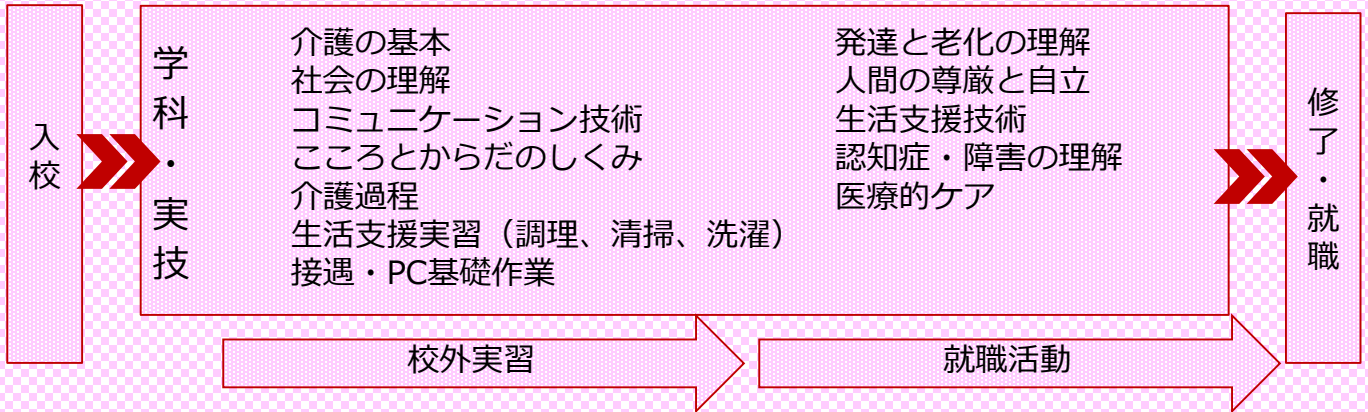 入校
学科・実技
介護の基本
社会の理解
コミュニケーション技術
こころとからだのしくみ
介護過程
生活支援実習（調理、清掃、洗濯）
接遇・PC基礎作業
発達と老化の理解
人間の尊厳と自立
生活支援技術
認知症・障害の理解
医療的ケア
修了・就職
校外実習
就職活動